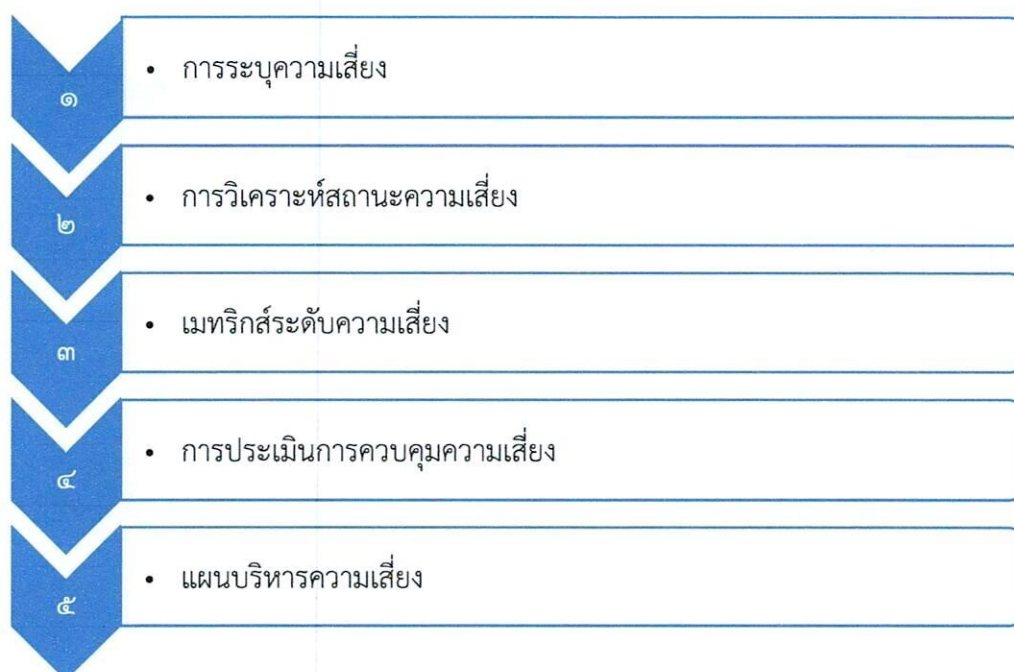 ๑
• การระบุความเสี่ยง
๒
• การวิเคราะห์สถานะความเสี่ยง
๓
• เมทริกส์ระดับความเสี่ยง
๔
• การประเมินการควบคุมความเสี่ยง
๕
• แผนบริหารความเสี่ยง